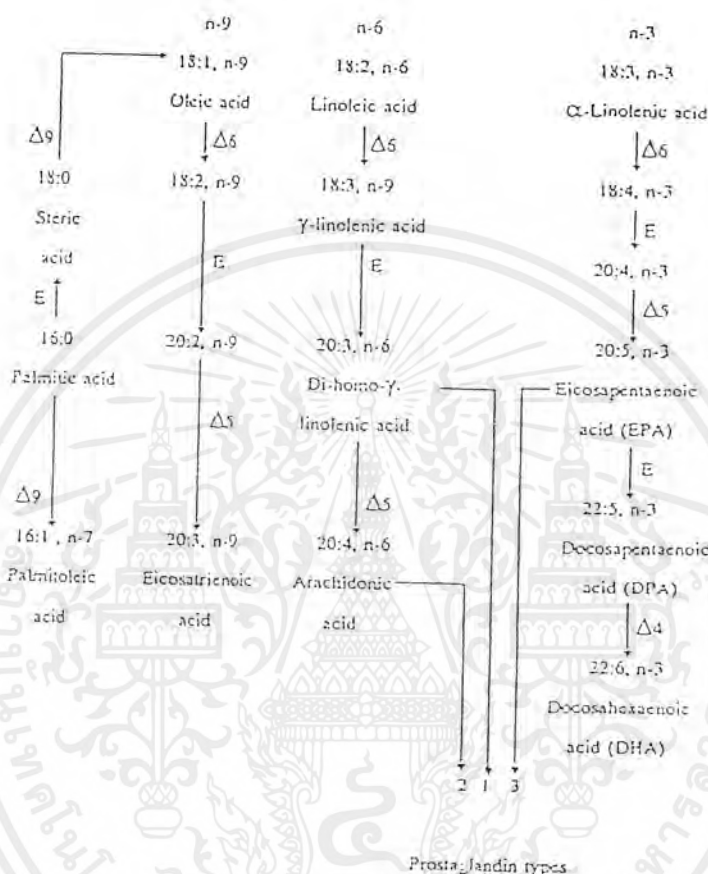 n-9
18:1, n-9
Oleic acid
Δ6
18:2, n-9
E
20:2, n-9
Δ5
20:3, n-9
Eicosatrienoic
acid
Δ9
18:0
Steric
acid
E
16:0
Palmitic acid
Δ9
16:1, n-7
Palmitoleic
acid
n-6
18:2, n-6
Linoleic acid
Δ6
18:3, n-9
γ-linolenic acid
E
20:3, n-6
Di-homo-γ-
linolenic acid
Δ5
20:4, n-6
Arachidonic
acid
n-3
18:3, n-3
α-Linolenic acid
Δ6
18:4, n-3
E
20:4, n-3
Δ5
20:5, n-3
Eicosapentaenoic
acid (EPA)
E
22:5, n-3
Docosapentaenoic
acid (DPA)
Δ4
22:6, n-3
Docosahexaenoic
acid (DHA)
2 1 3
Prostaglandin types